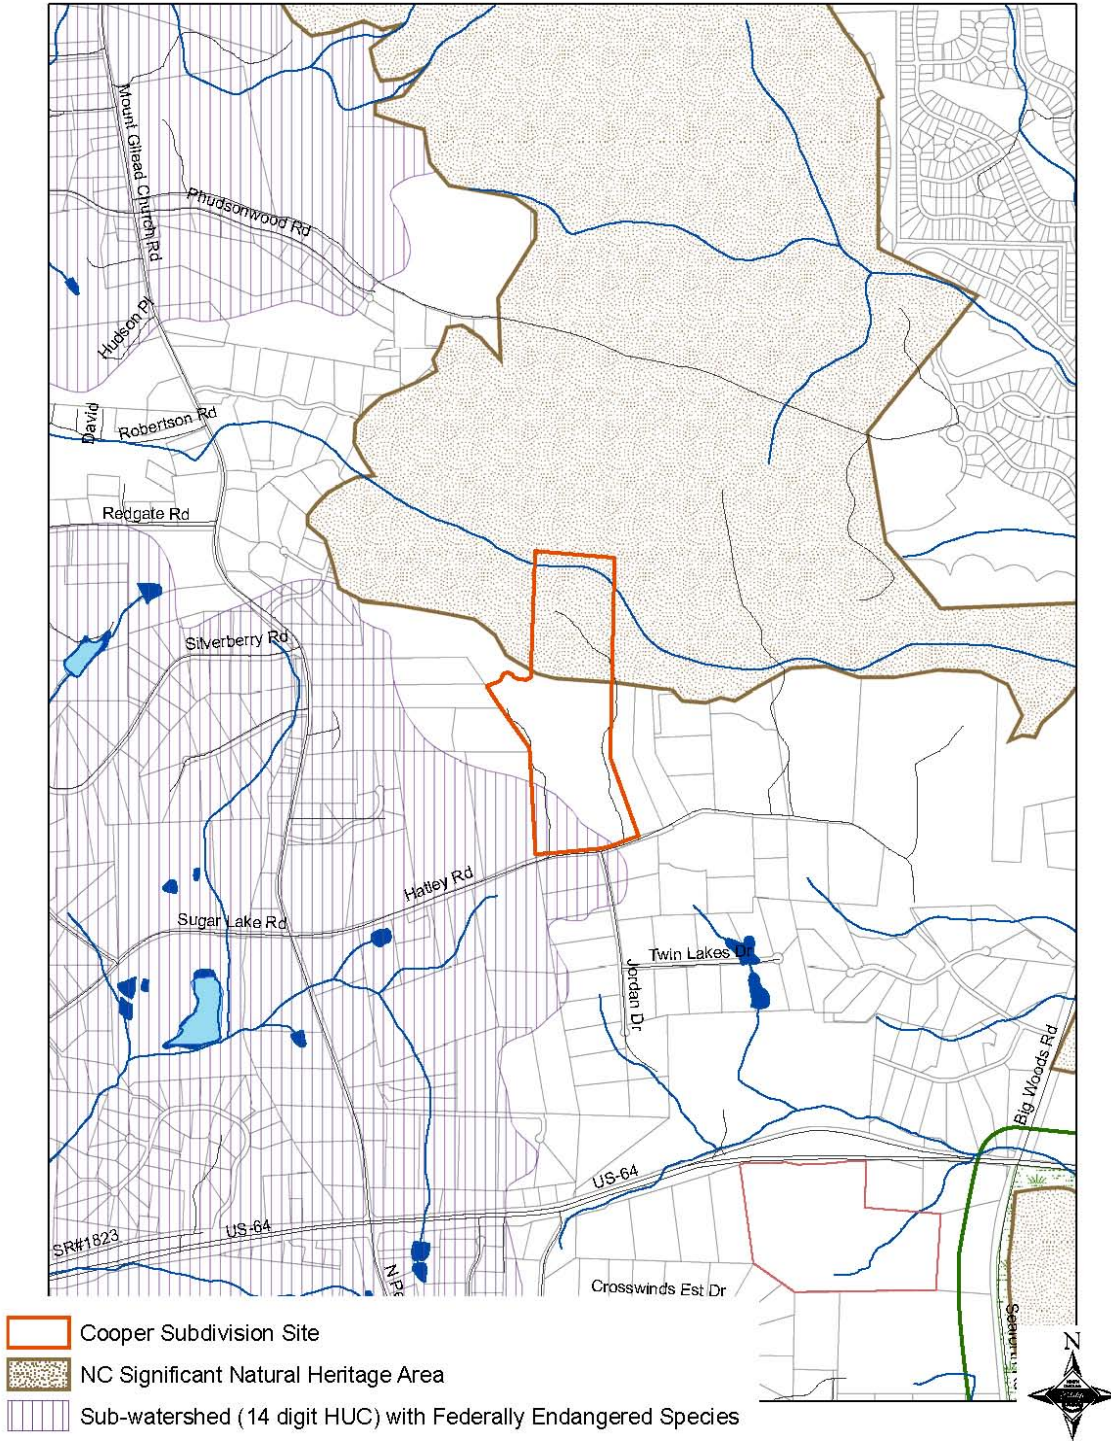 Mount Gilead Church Rd
Phudsonwood Rd
Hudson Pl
David
Robertson Rd
Redgate Rd
Silverberry Rd
Hatley Rd
Sugar Lake Rd
Twin Lakes Dr
Jordan Dr
Big Woods Rd
US-64
US-64
SR#1823
Crosswinds Est Dr
N
Cooper Subdivision Site
NC Significant Natural Heritage Area
Sub-watershed (14 digit HUC) with Federally Endangered Species